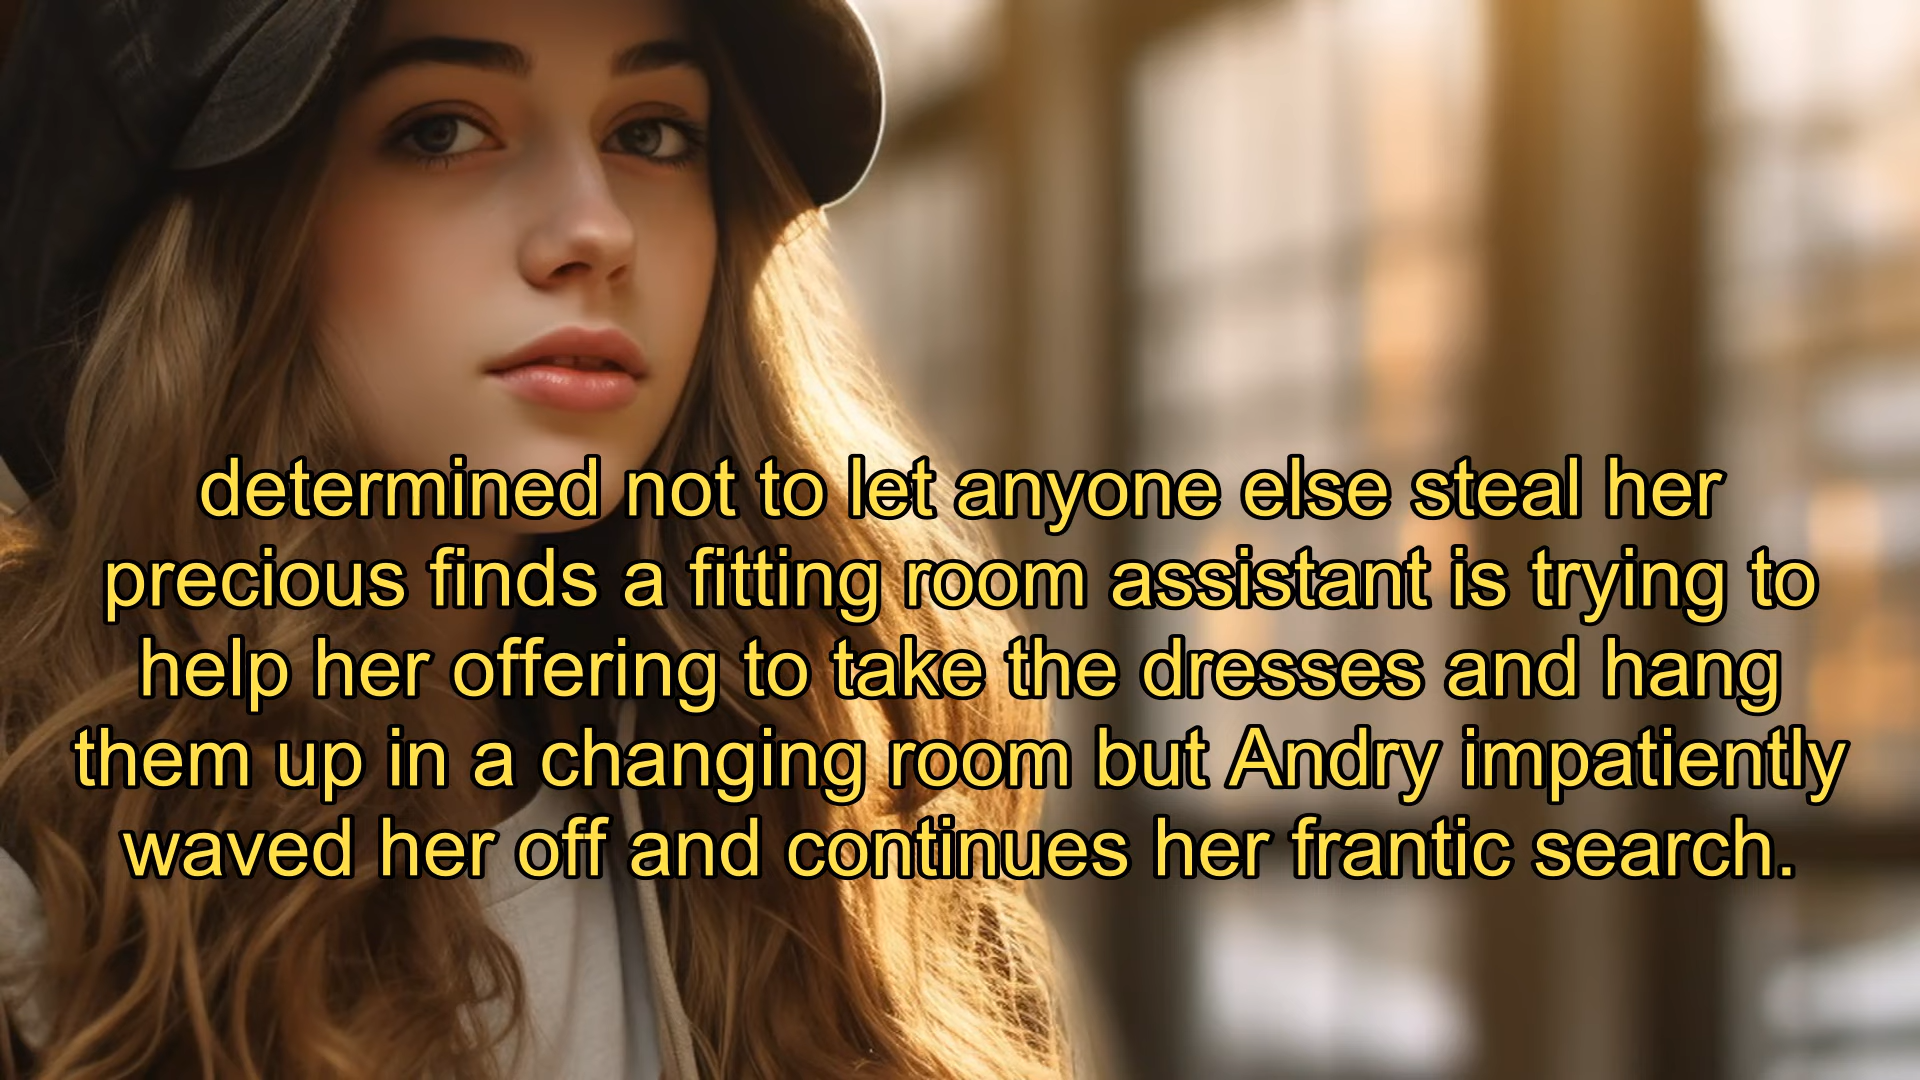 determined not to let anyone else steal her
precious finds a fitting room assistant is trying to
help her offering to take the dresses and hang
them up in a changing room but Andry impatiently
waved her off and continues her frantic search.